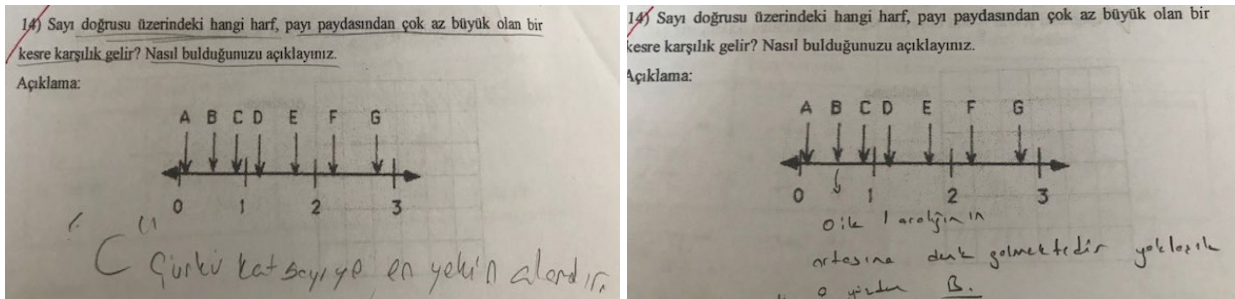 14) Sayı doğrusu üzerindeki hangi harf, payı paydasından çok az büyük olan bir
kesre karşılık gelir? Nasıl bulduğunuzu açıklayınız.
Açıklama:
A B C D E F G
0 1 2 3
C Çünkü kat sayıya en yakın olandır.
14) Sayı doğrusu üzerindeki hangi harf, payı paydasından çok az büyük olan bir
kesre karşılık gelir? Nasıl bulduğunuzu açıklayınız.
Açıklama:
A B C D E F G
0 1 2 3
0 ile 1 aralığının
ortasına denk gelmektedir yaklaşık
o yüzden B.